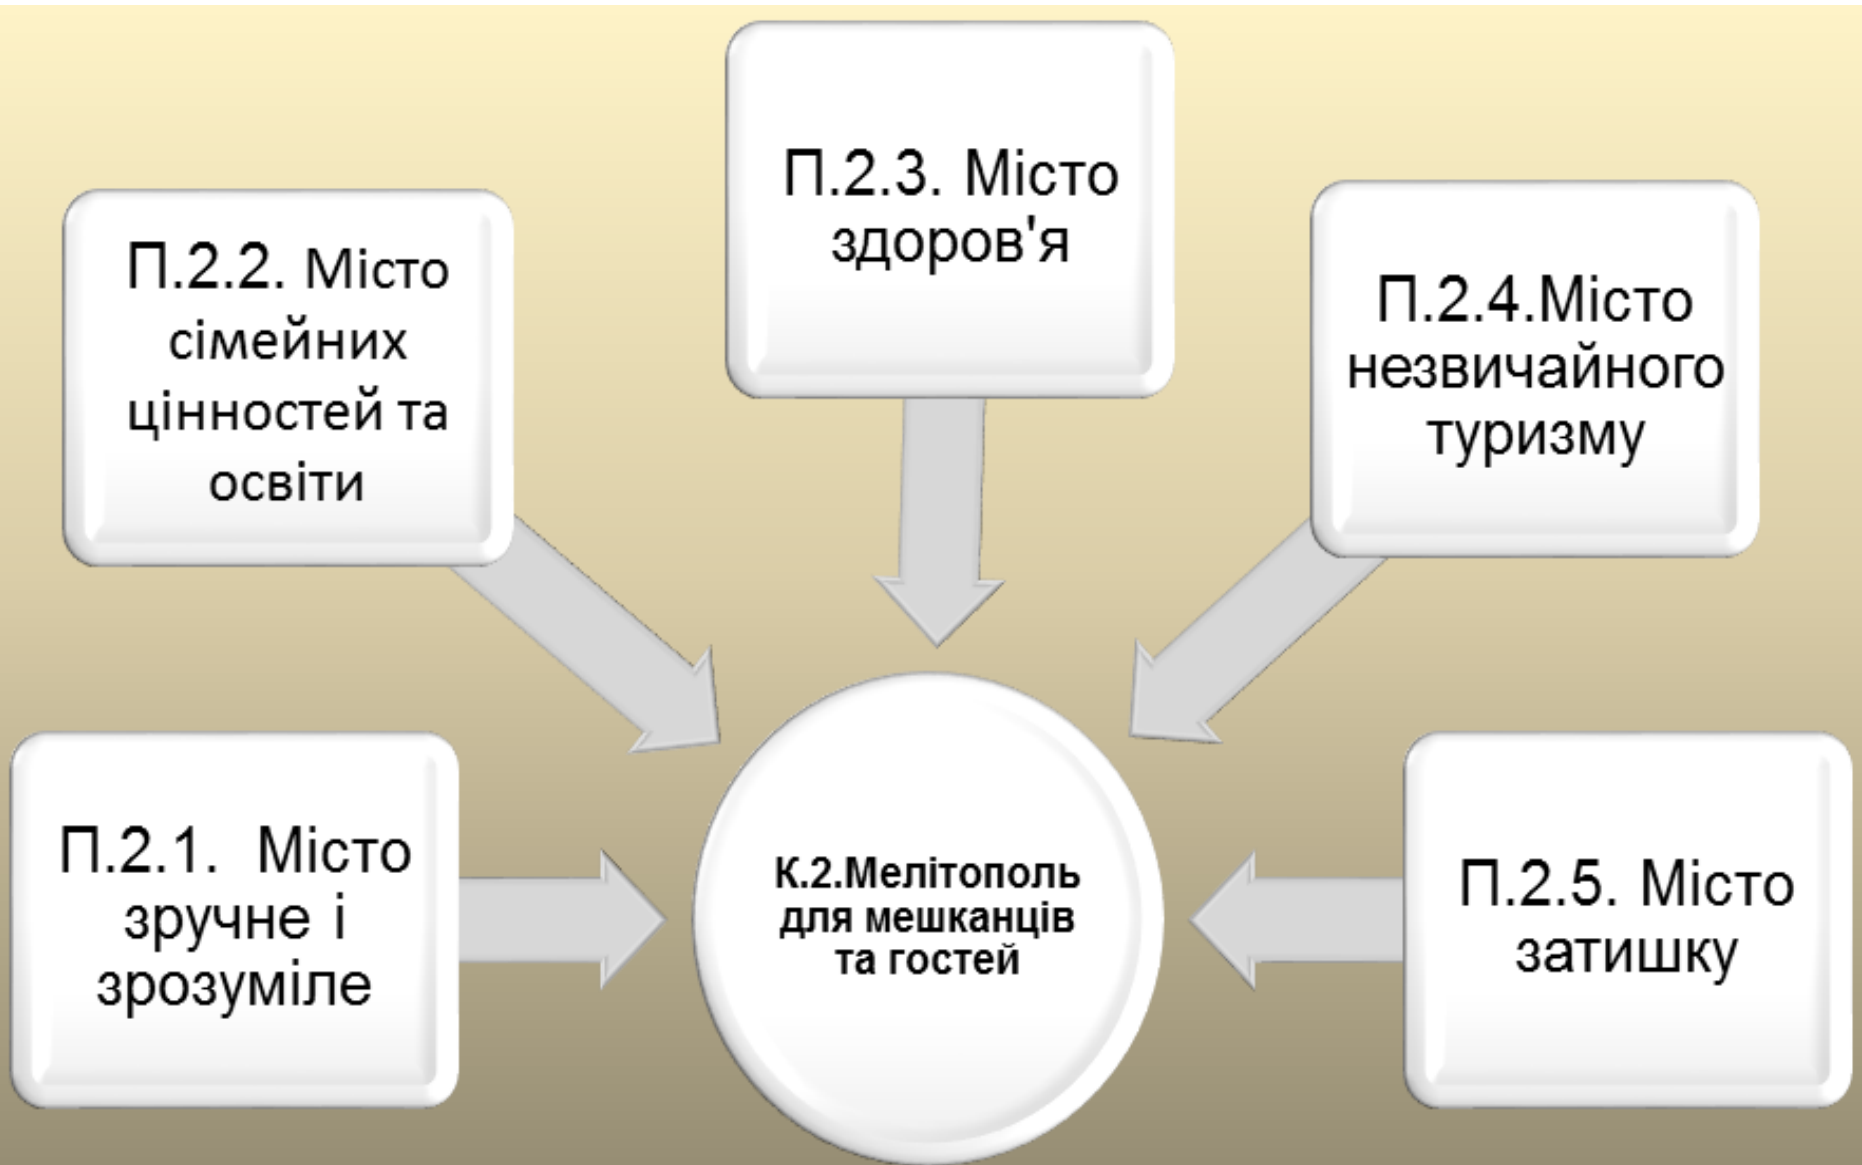 П.2.3. Місто
здоров'я
П.2.2. Місто
сімейних
цінностей та
освіти
П.2.4.Місто
незвичайного
туризму
П.2.1. Місто
зручне і
зрозуміле
К.2.Мелітополь
для мешканців
та гостей
П.2.5. Місто
затишку